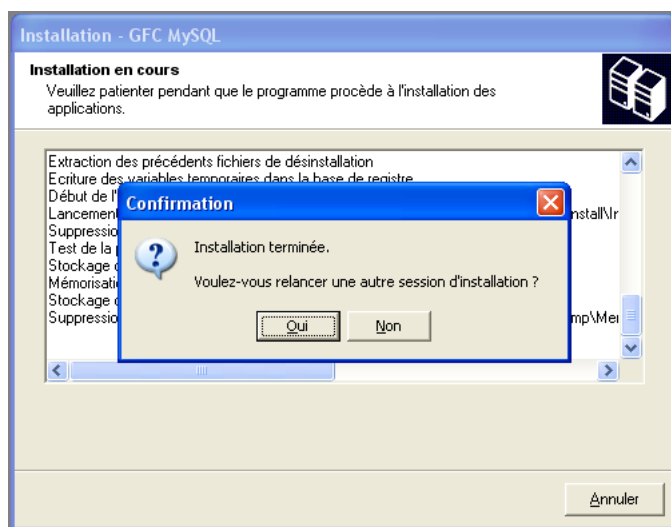 Installation - GFC MySQL
Installation en cours
Veuillez patienter pendant que le programme procède à l'installation des
applications.
Extraction des précédents fichiers de désinstallation
Ecriture des variables temporaires dans la base de registre
Début de l'
Lancement
Suppressio
Test de la
Stockage
Mémorisati
Stockage
Suppressio
nstall\Ir
mp\Mer
Confirmation
Installation terminée.
Voulez-vous relancer une autre session d'installation ?
Oui
Non
Annuler